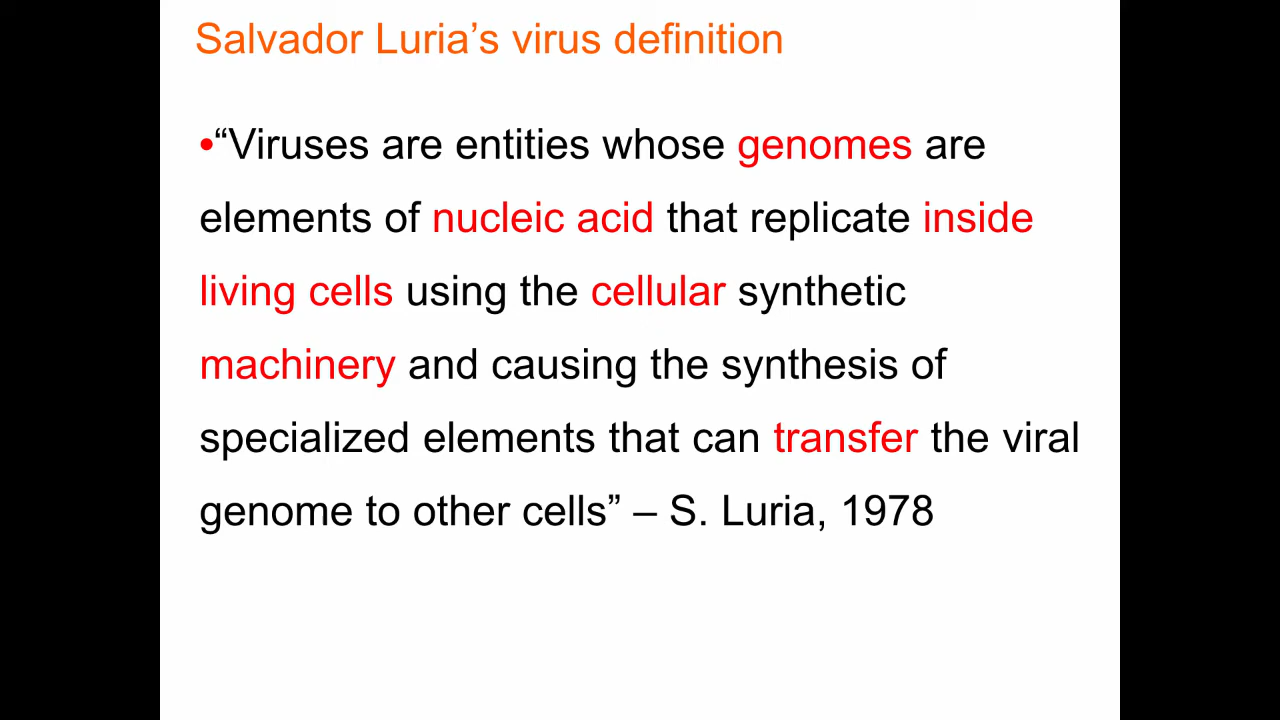 Salvador Luria’s virus definition
•“Viruses are entities whose genomes are
elements of nucleic acid that replicate inside
living cells using the cellular synthetic
machinery and causing the synthesis of
specialized elements that can transfer the viral
genome to other cells” – S. Luria, 1978